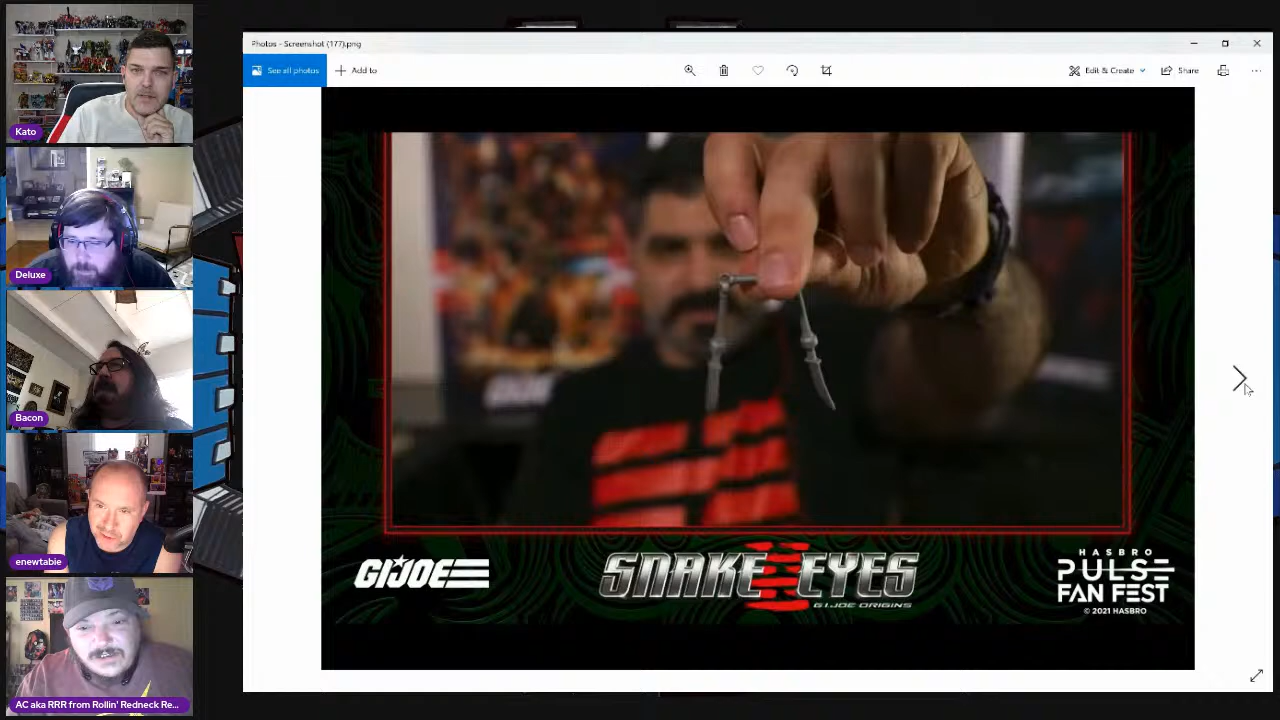 Kato
Deluxe
Bacon
enewtabie
AC aka RRR from Rollin' Redneck Re...
Photos - Screenshot (177).png
See all photos
Add to
Edit & Create
Share
G.I.JOE
SNAKE EYES
G.I. JOE ORIGINS
HASBRO
PULSE
FAN FEST
© 2021 HASBRO